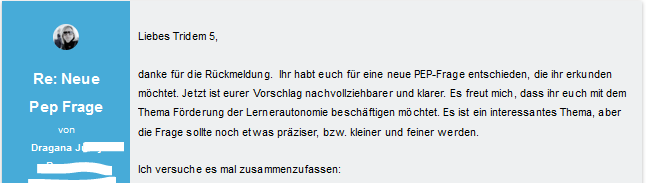 Re: Neue
Pep Frage
von
Dragana
Liebes Tridem 5,
danke für die Rückmeldung. Ihr habt euch für eine neue PEP-Frage entschieden, die ihr erkunden
möchtet. Jetzt ist eurer Vorschlag nachvollziehbarer und klarer. Es freut mich, dass ihr euch mit dem
Thema Förderung der Lernerautonomie beschäftigen möchtet. Es ist ein interessantes Thema, aber
die Frage sollte noch etwas präziser, bzw. kleiner und feiner werden.
Ich versuche es mal zusammenzufassen: